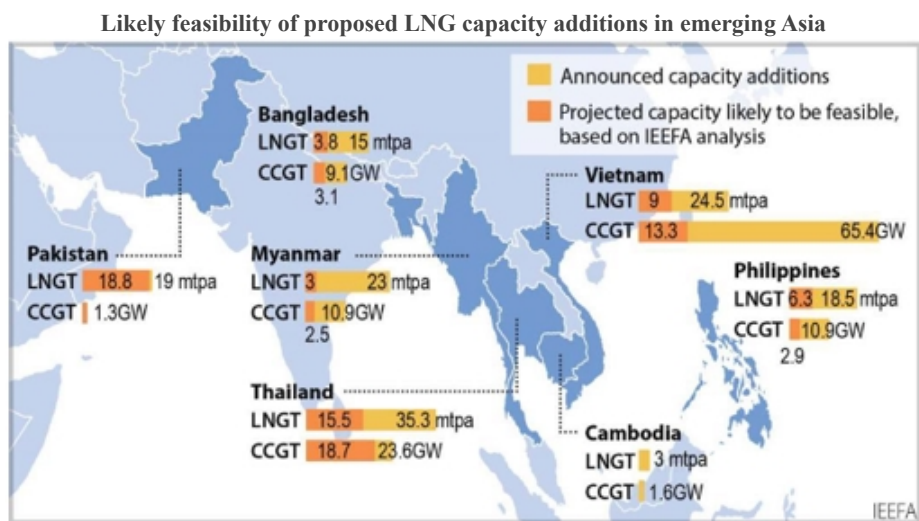 Likely feasibility of proposed LNG capacity additions in emerging Asia
Announced capacity additions
Projected capacity likely to be feasible,
based on IEEFA analysis
Bangladesh
LNGT 3.8 15 mtpa
CCGT 9.1GW
3.1
Vietnam
LNGT 9 24.5 mtpa
CCGT 13.3 65.4GW
Pakistan
LNGT 18.8 19 mtpa
CCGT 1.3GW
Myanmar
LNGT 3 23 mtpa
CCGT 10.9GW
2.5
Philippines
LNGT 6.3 18.5 mtpa
CCGT 10.9GW
2.9
Thailand
LNGT 15.5 35.3 mtpa
CCGT 18.7 23.6GW
Cambodia
LNGT 3 mtpa
CCGT 1.6GW
IEEFA